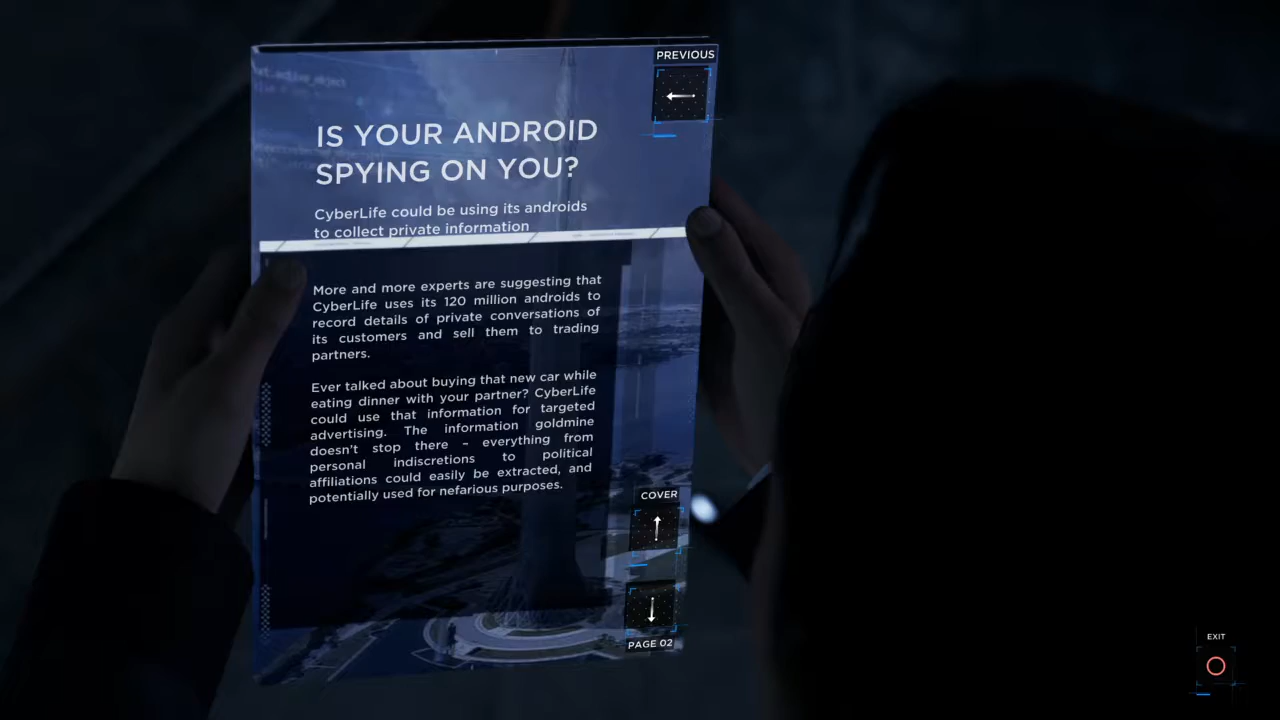 PREVIOUS
IS YOUR ANDROID
SPYING ON YOU?
CyberLife could be using its androids
to collect private information
More and more experts are suggesting that
CyberLife uses its 120 million androids to
record details of private conversations of
its customers and sell them to trading
partners.
Ever talked about buying that new car while
eating dinner with your partner? CyberLife
could use that information for targeted
advertising. The information goldmine
doesn't stop there – everything from
personal indiscretions to political
affiliations could easily be extracted, and
potentially used for nefarious purposes.
COVER
PAGE 02
EXIT